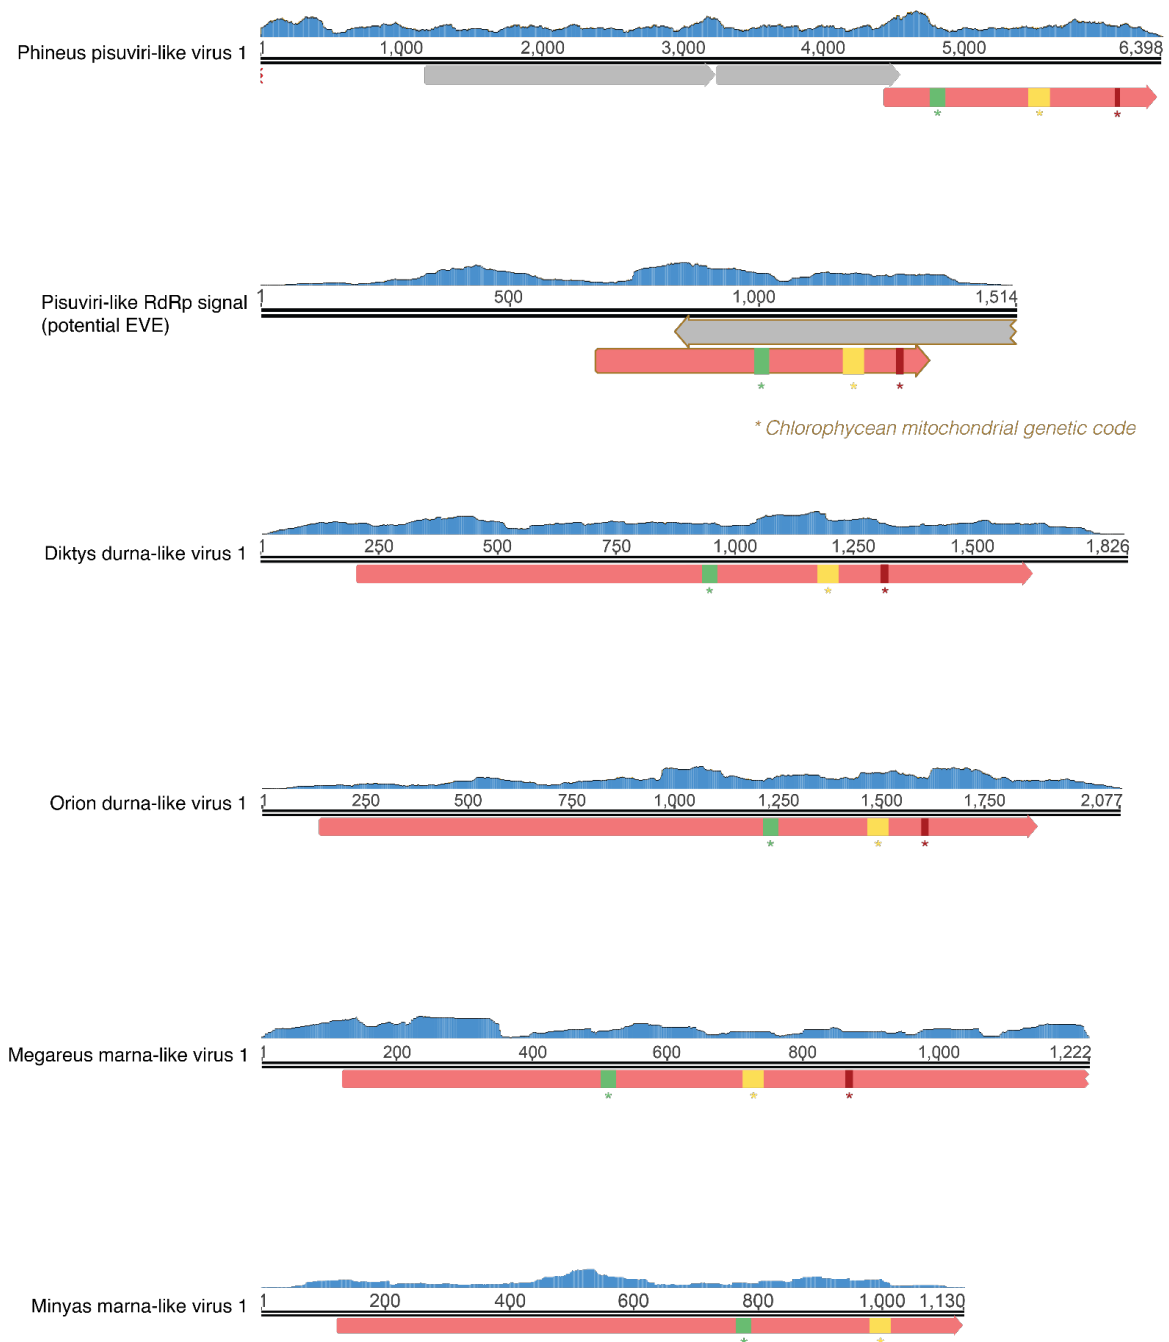 1 1,000 2,000 3,000 4,000 5,000 6,398
Phineus pisuviri-like virus 1
* * *
1 500 1,000 1,514
Pisuviri-like RdRp signal
(potential EVE)
* * *
* Chlorophycean mitochondrial genetic code
1 250 500 750 1,000 1,250 1,500 1,826
Diktys durna-like virus 1
* * *
1 250 500 750 1,000 1,250 1,500 1,750 2,077
Orion durna-like virus 1
* * *
1 200 400 600 800 1,000 1,222
Megareus marna-like virus 1
* * *
1 200 400 600 800 1,000 1,130
Minyas marna-like virus 1
* *